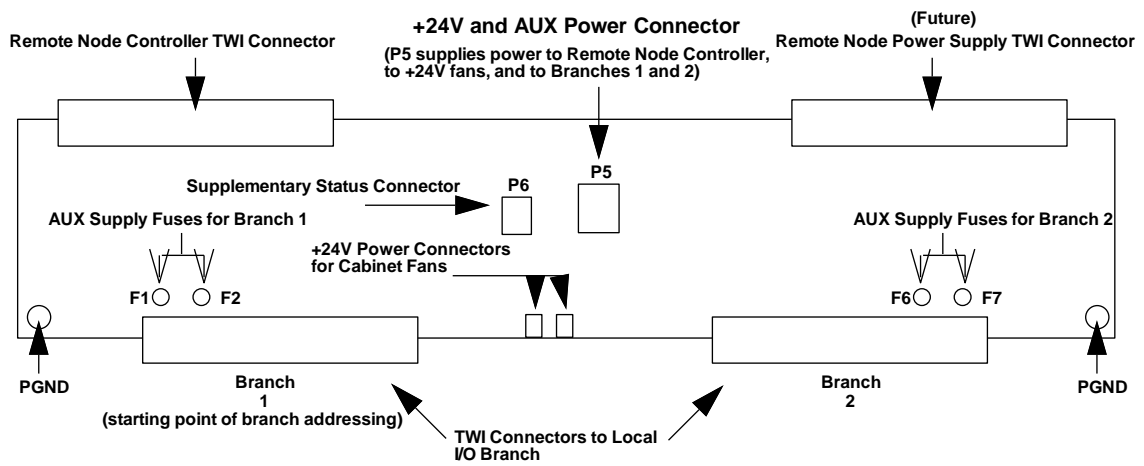 +24V and AUX Power Connector
(Future)
Remote Node Controller TWI Connector
Remote Node Power Supply TWI Connector
(P5 supplies power to Remote Node Controller,
to +24V fans, and to Branches 1 and 2)
P6
P5
Supplementary Status Connector
AUX Supply Fuses for Branch 1
AUX Supply Fuses for Branch 2
+24V Power Connectors
for Cabinet Fans
F1
F2
F6
F7
PGND
Branch
1
(starting point of branch addressing)
Branch
2
PGND
TWI Connectors to Local
I/O Branch